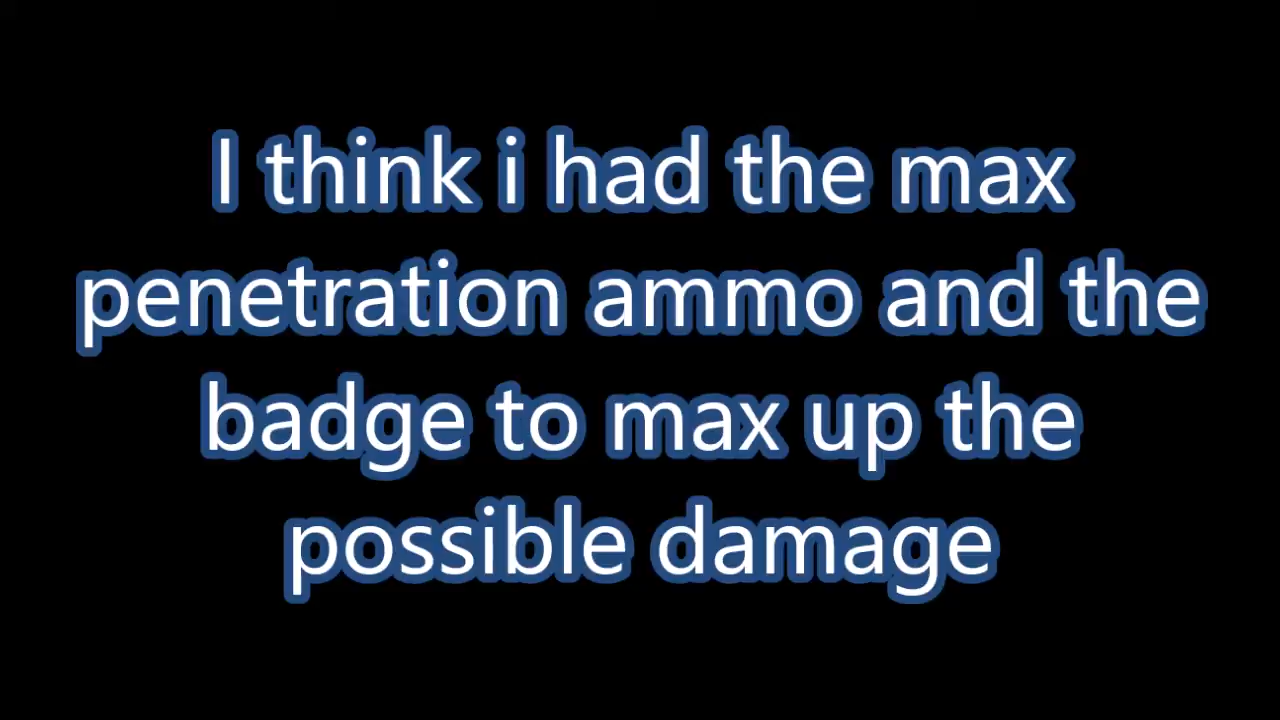 I think i had the max
penetration ammo and the
badge to max up the
possible damage